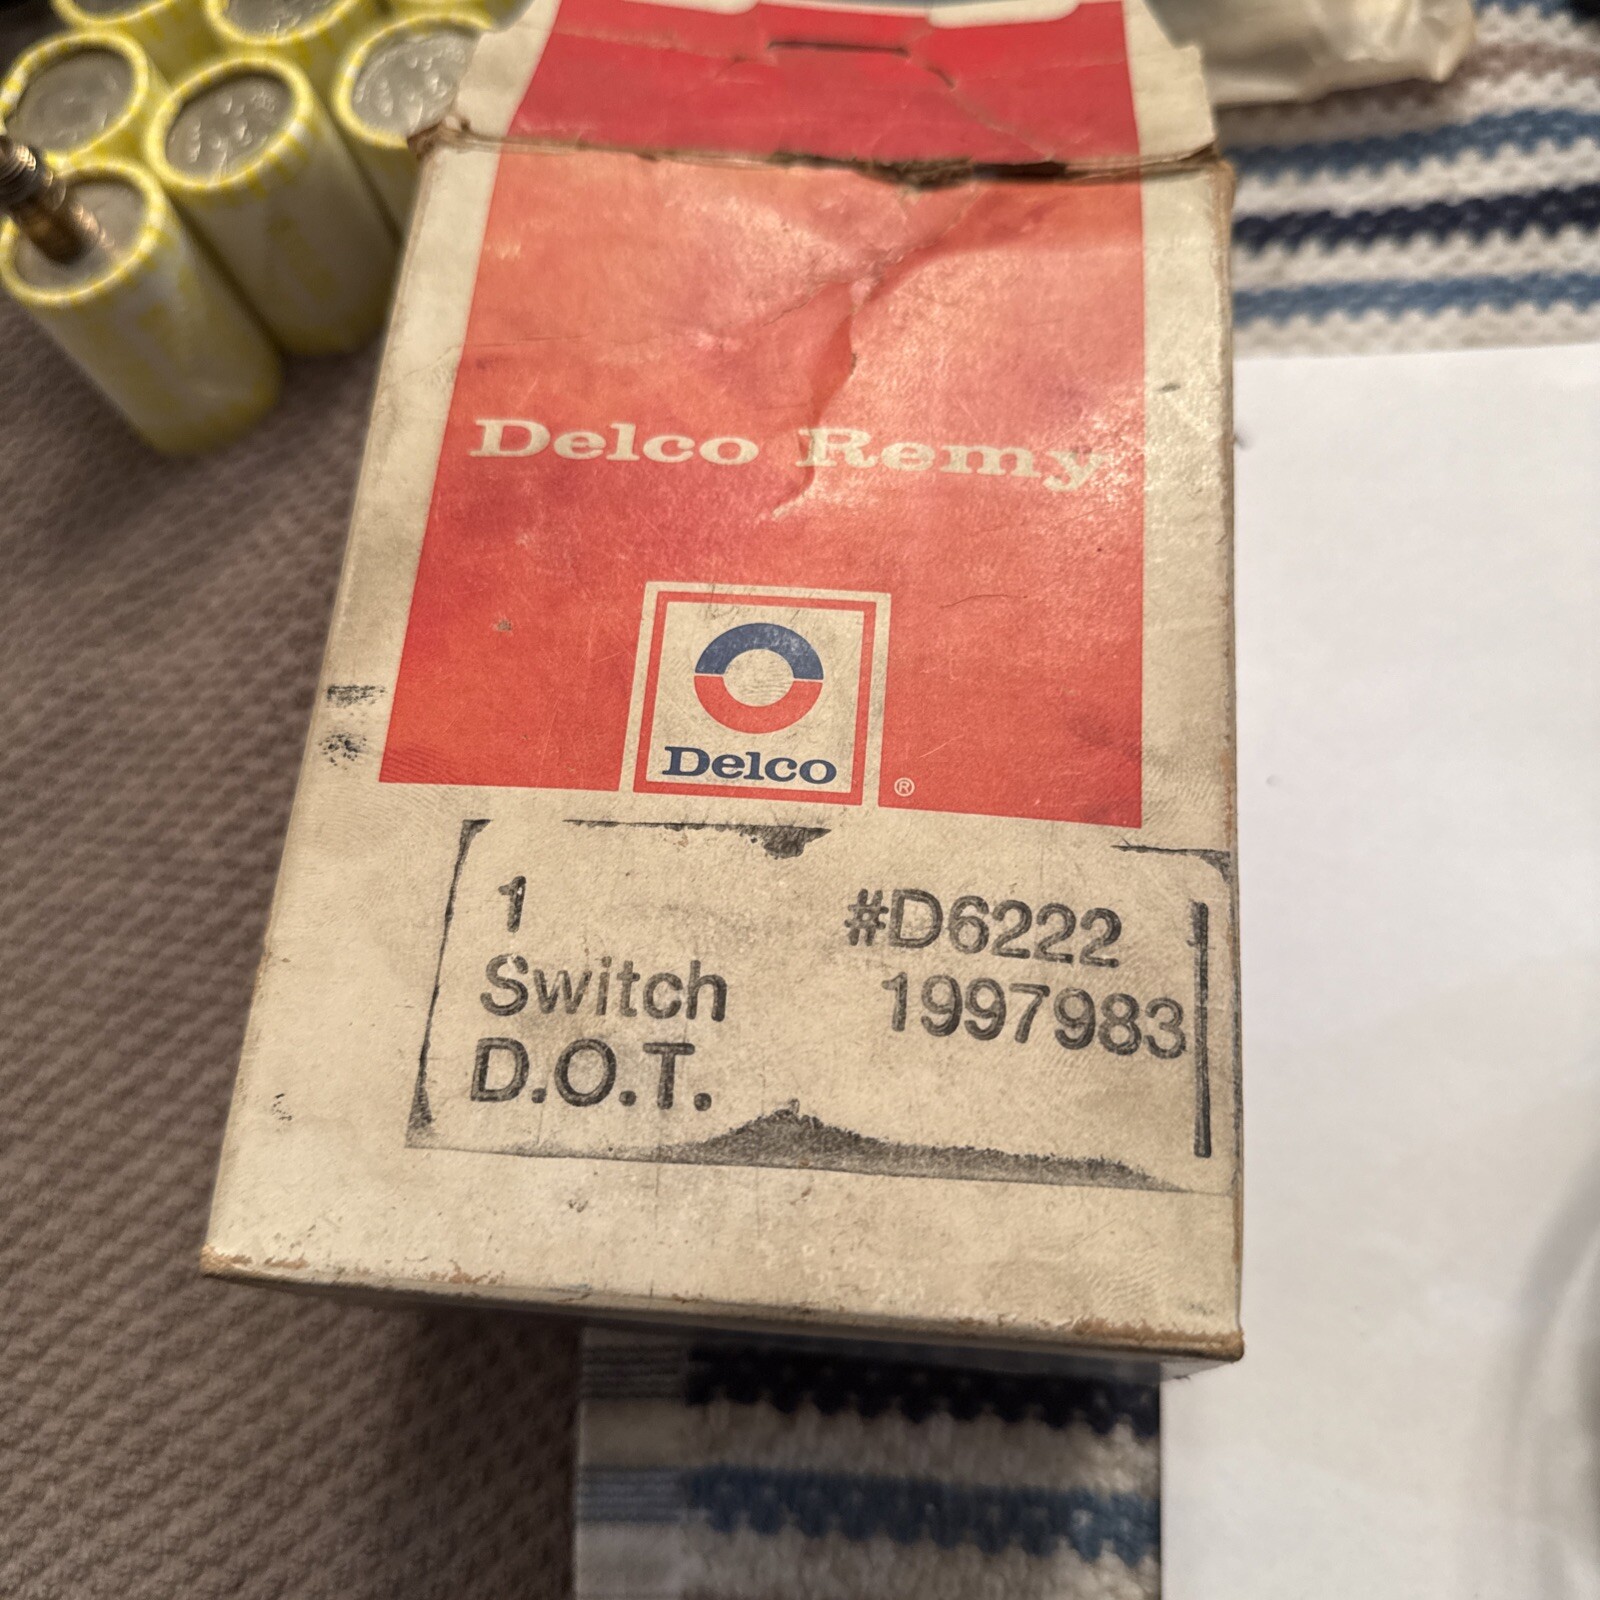 Delco Remy
Delco
®
1 #D6222
Switch 1997983
D.O.T.